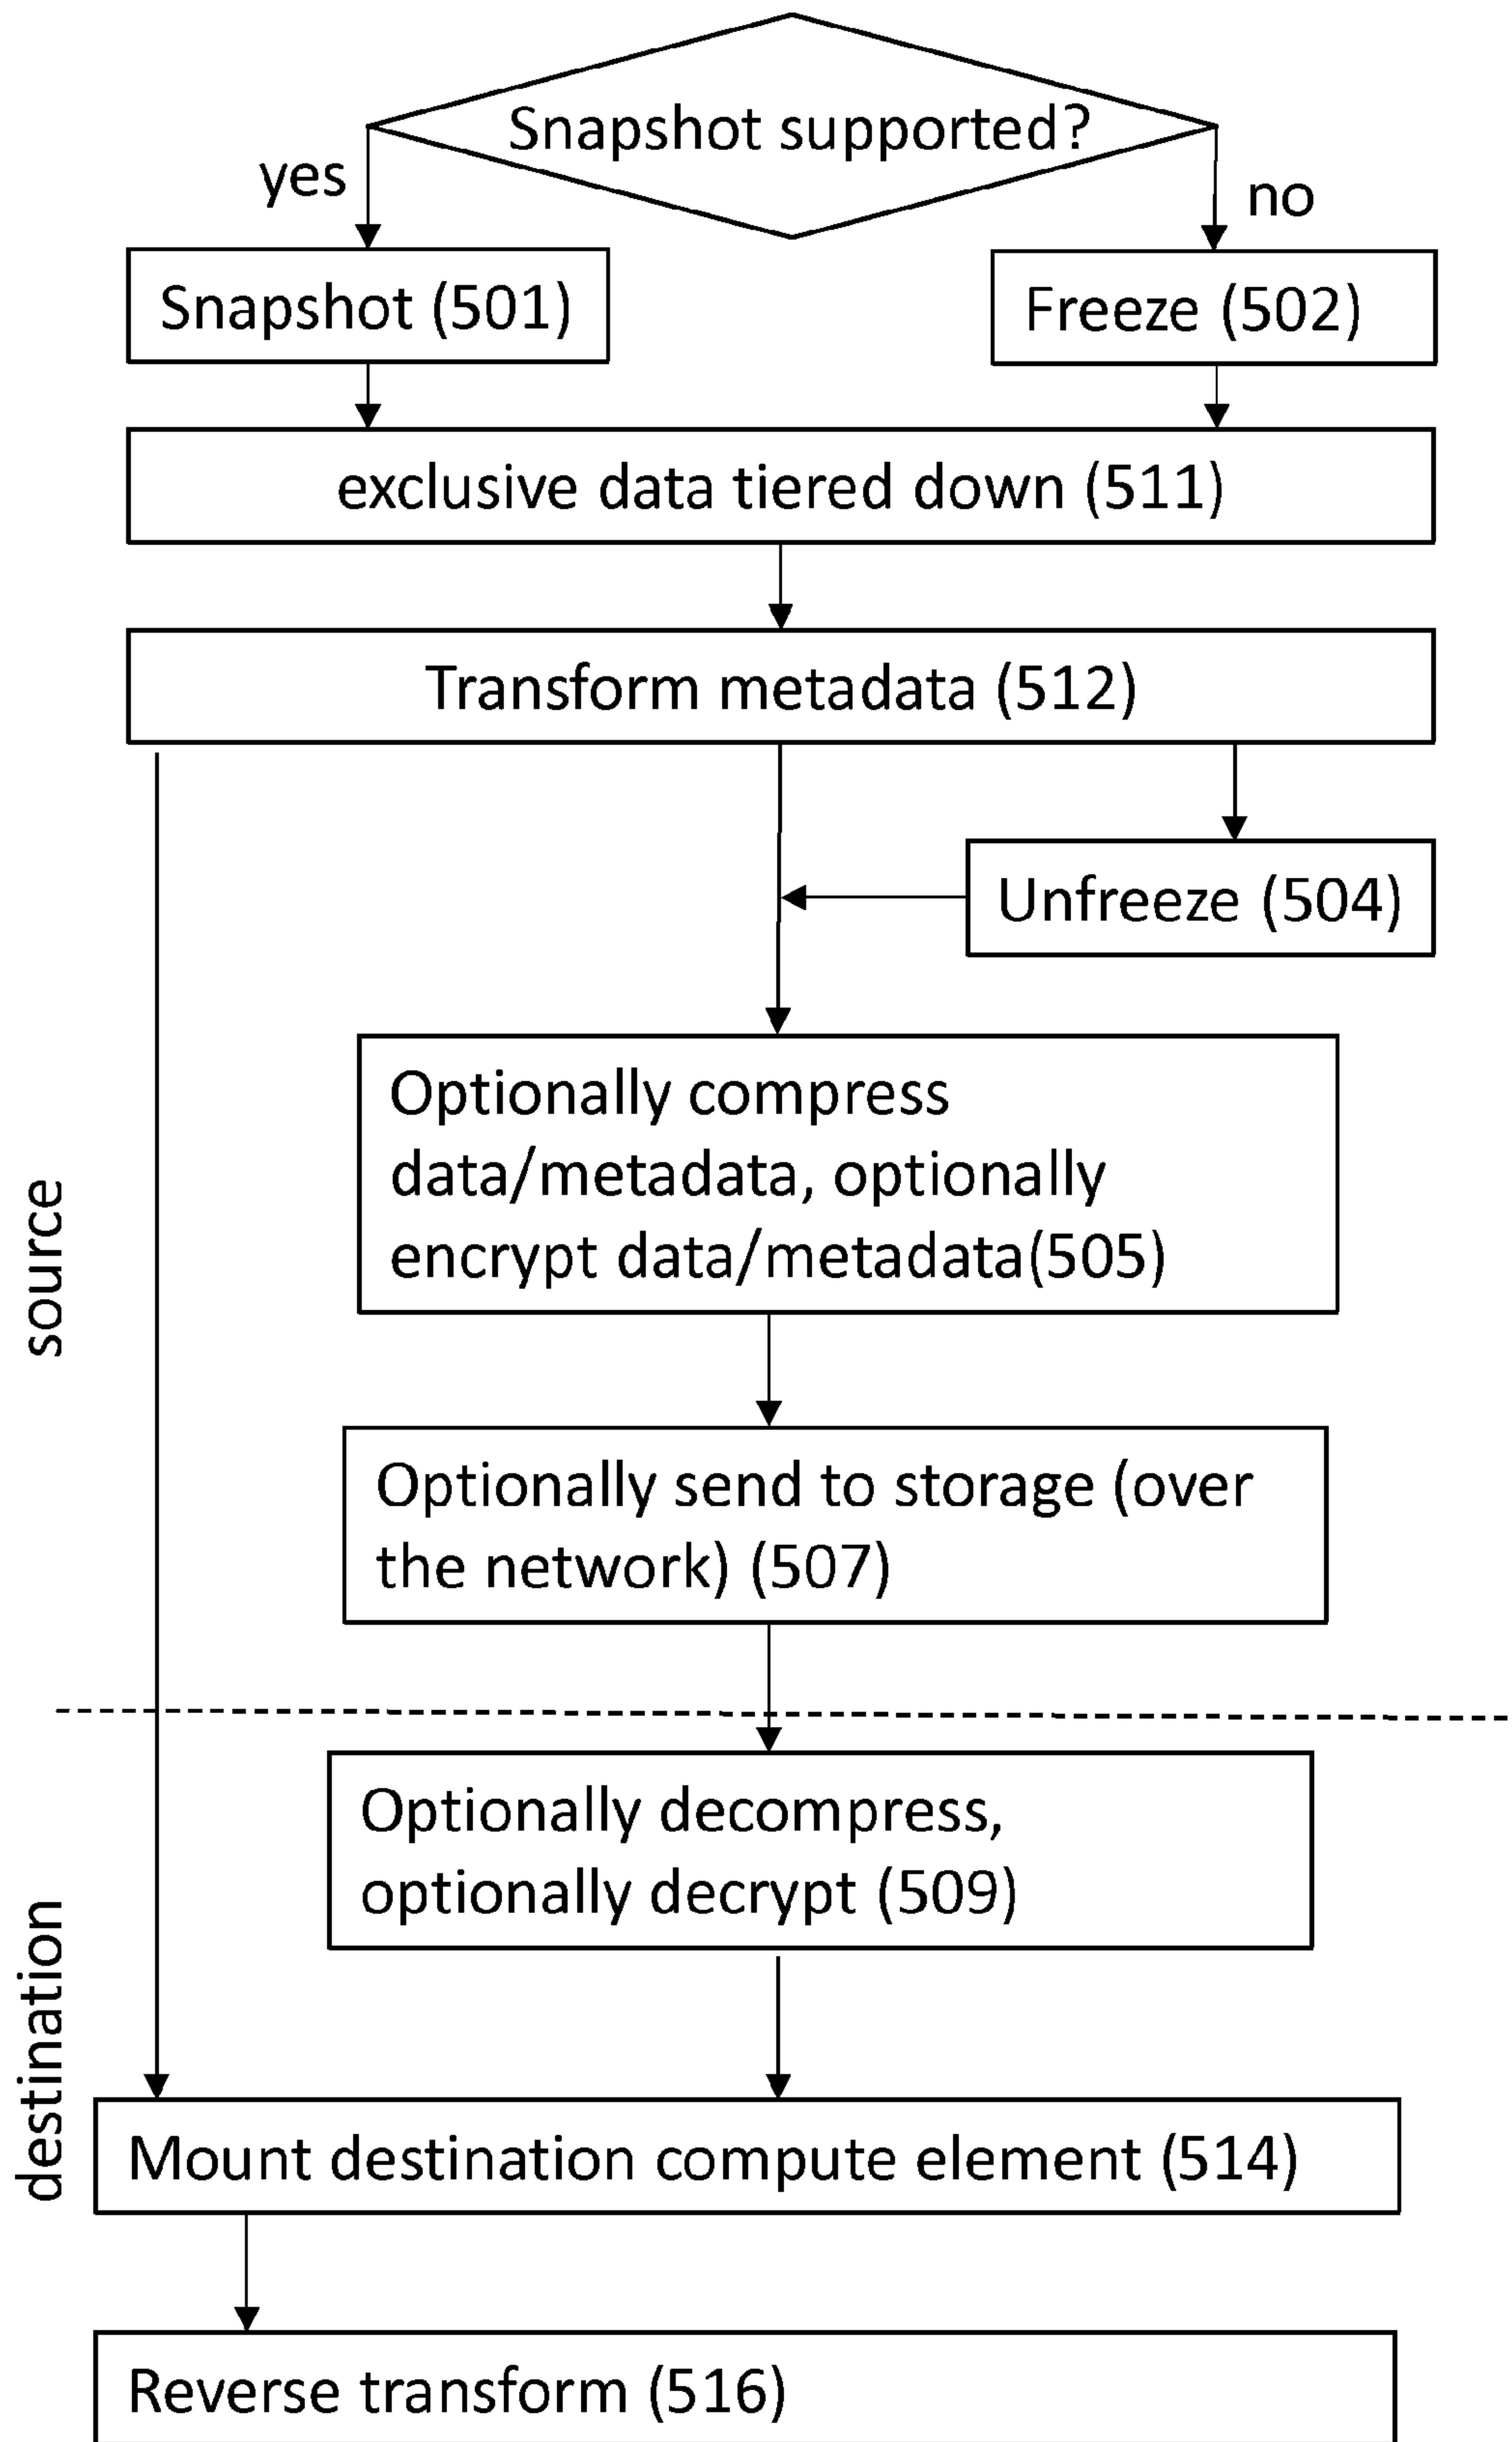 Snapshot supported?
yes
no
Snapshot (501)
Freeze (502)
exclusive data tiered down (511)
Transform metadata (512)
Unfreeze (504)
Optionally compress
data/metadata, optionally
encrypt data/metadata(505)
source
Optionally send to storage (over
the network) (507)
Optionally decompress,
optionally decrypt (509)
destination
Mount destination compute element (514)
Reverse transform (516)